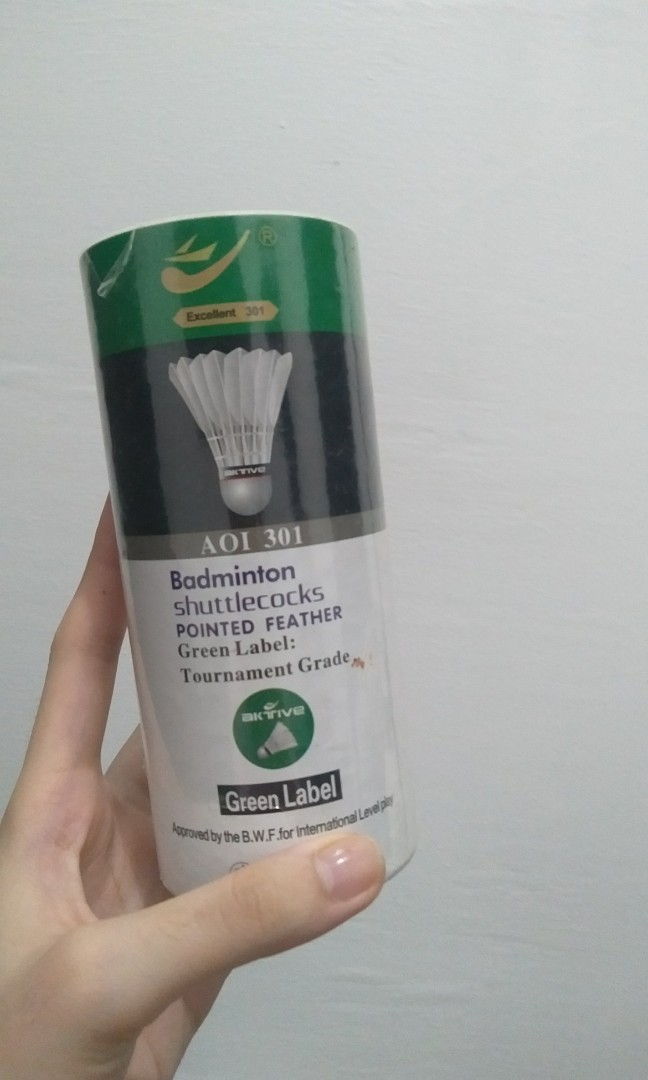 ®
Excellent 301
AKTIVE
AOI 301
Badminton
shuttlecocks
POINTED FEATHER
Green Label:
Tournament Grade
AKTIVE
Green Label
Approved by the B.W.F.for International Level play